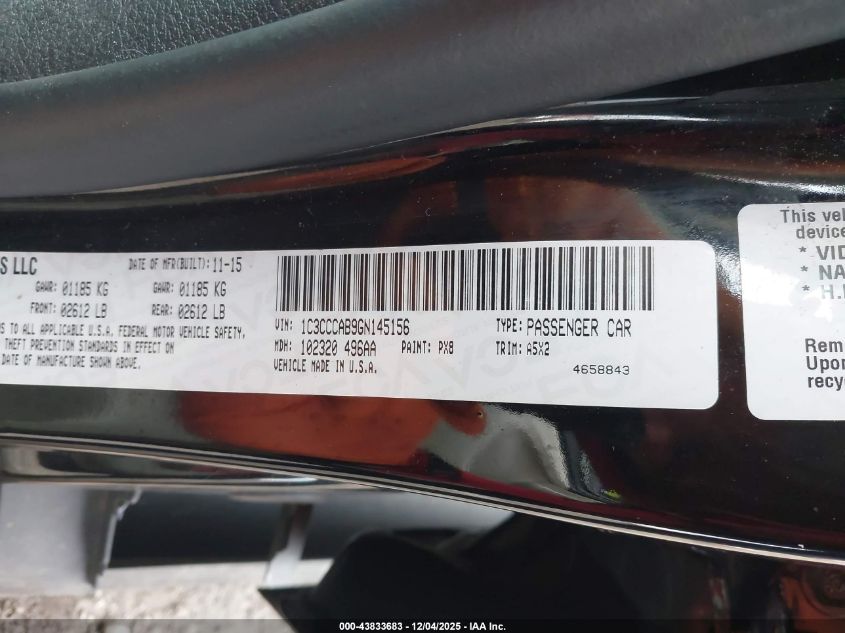 S LLC DATE OF MFR(BUILT): 11-15
GAWR: 01185 KG GAWR: 01185 KG
FRONT: 02612 LB REAR: 02612 LB
S TO ALL APPLICABLE U.S.A. FEDERAL MOTOR VEHICLE SAFETY,
THEFT PREVENTION STANDARDS IN EFFECT ON
DATE OF MANUFACTURE SHOWN ABOVE.
VIN: 1C3CCCAB9GN145156 TYPE: PASSENGER CAR
MDH: 102320 496AA PAINT: PX8 TRIM: A5X2
VEHICLE MADE IN U.S.A. 4658843
This veh
device
* VID
* NA
* H.I
Rem
Upon
recy
000-43833683 - 12/04/2025 - IAA Inc.